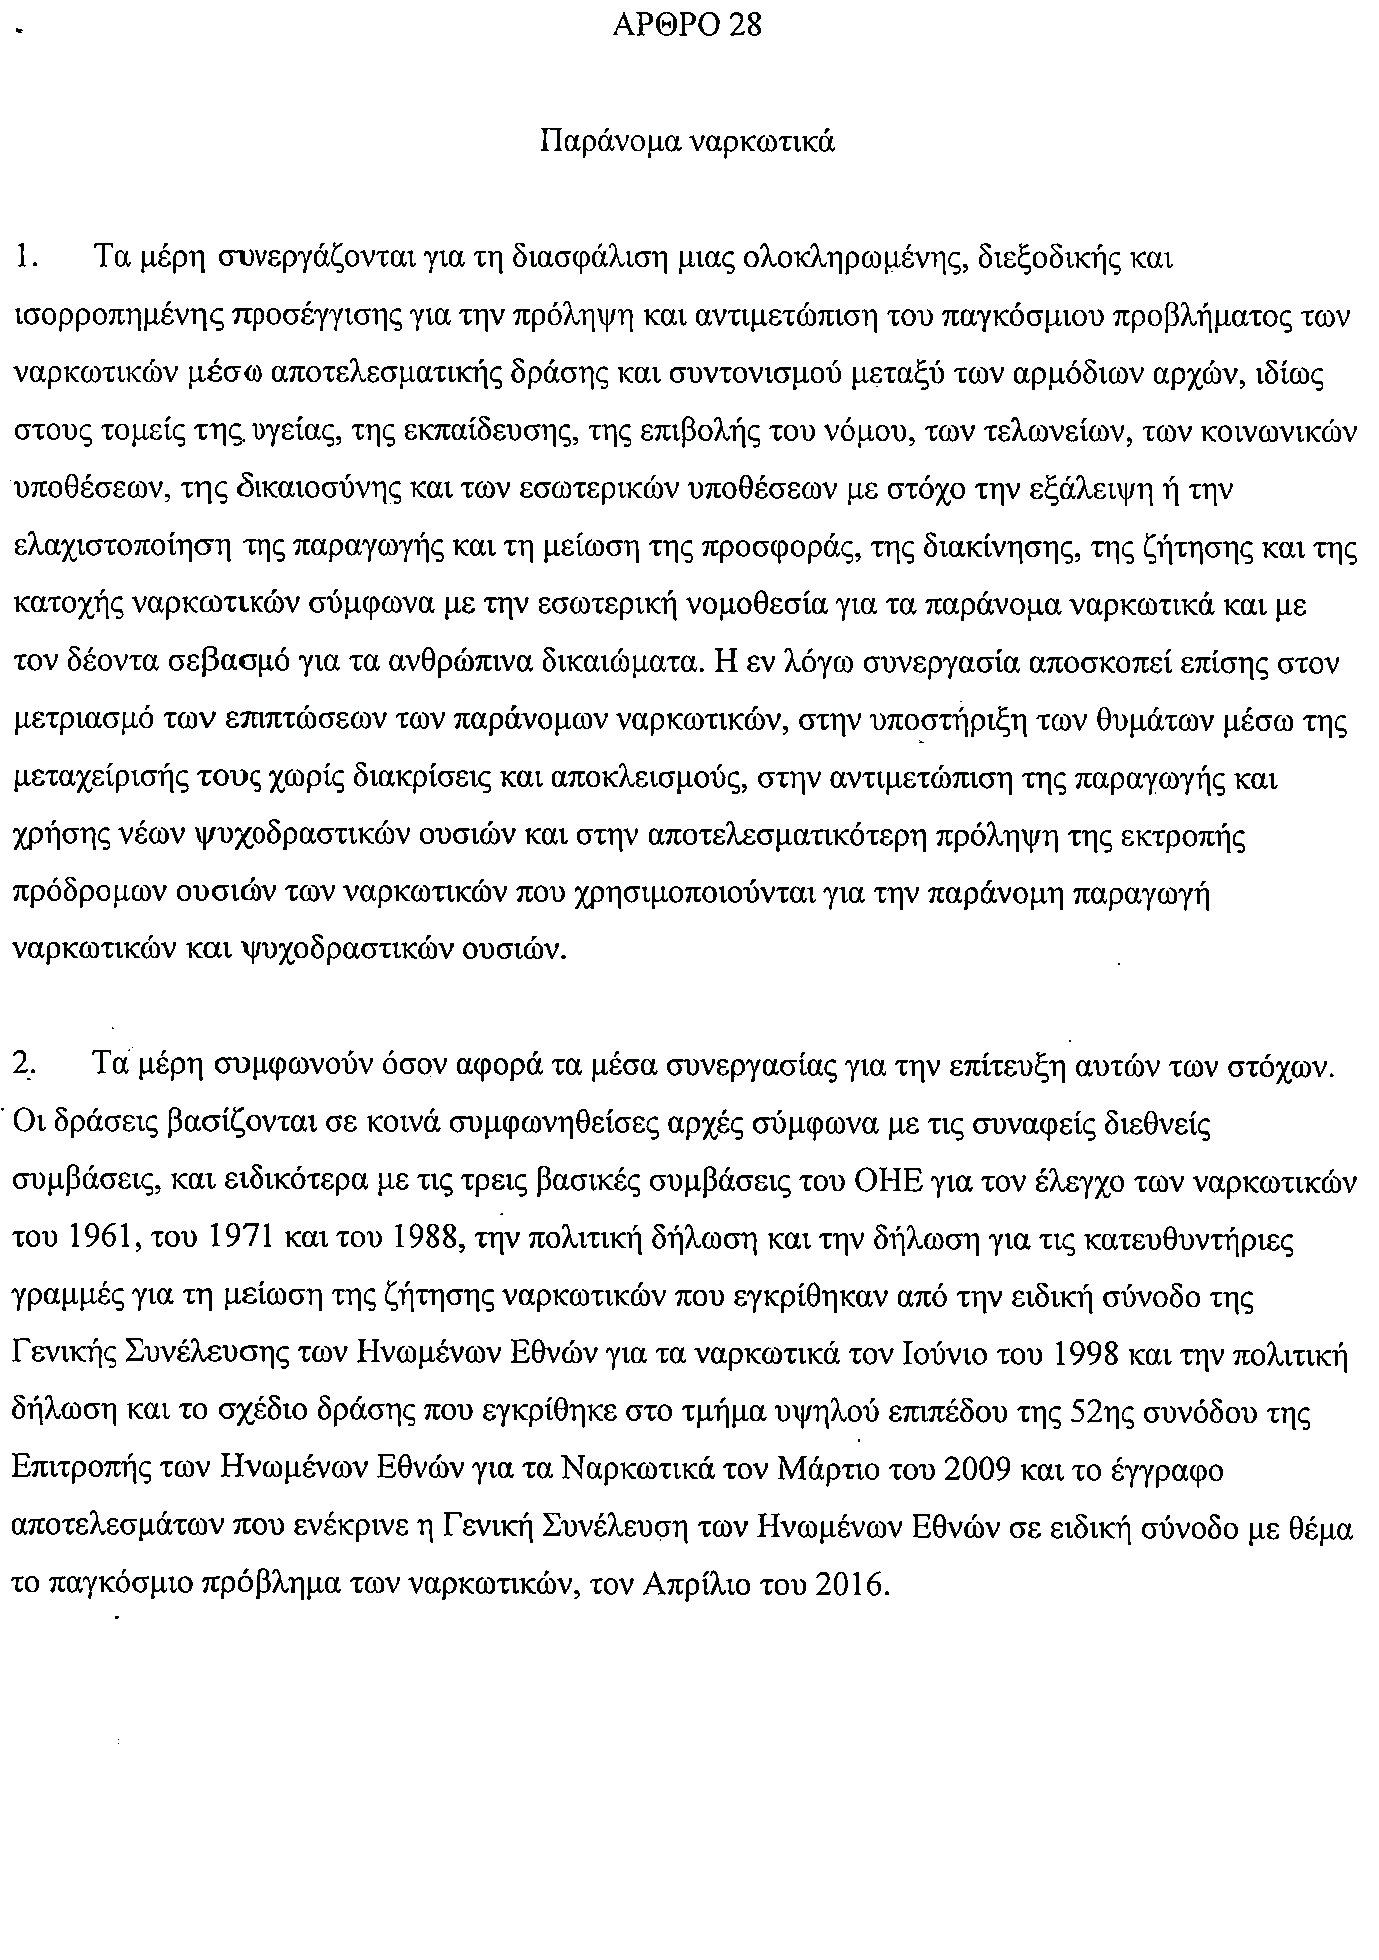 ΑΡΘΡΟ 28
Παράνομα ναρκωτικά
1. Τα μέρη συνεργάζονται για τη διασφάλιση μιας ολοκληρωμένης, διεξοδικής και
ισορροπημένης προσέγγισης για την πρόληψη και αντιμετώπιση του παγκόσμιου προβλήματος των
ναρκωτικών μέσω αποτελεσματικής δράσης και συντονισμού μεταξύ των αρμόδιων αρχών, ιδίως
στους τομείς της υγείας, της εκπαίδευσης, της επιβολής του νόμου, των τελωνείων, των κοινωνικών
υποθέσεων, της δικαιοσύνης και των εσωτερικών υποθέσεων με στόχο την εξάλειψη ή την
ελαχιστοποίηση της παραγωγής και τη μείωση της προσφοράς, της διακίνησης, της ζήτησης και της
κατοχής ναρκωτικών σύμφωνα με την εσωτερική νομοθεσία για τα παράνομα ναρκωτικά και με
τον δέοντα σεβασμό για τα ανθρώπινα δικαιώματα. Η εν λόγω συνεργασία αποσκοπεί επίσης στον
μετριασμό των επιπτώσεων των παράνομων ναρκωτικών, στην υποστήριξη των θυμάτων μέσω της
μεταχείρισής τους χωρίς διακρίσεις και αποκλεισμούς, στην αντιμετώπιση της παραγωγής και
χρήσης νέων ψυχοδραστικών ουσιών και στην αποτελεσματικότερη πρόληψη της εκτροπής
πρόδρομων ουσιών των ναρκωτικών που χρησιμοποιούνται για την παράνομη παραγωγή
ναρκωτικών και ψυχοδραστικών ουσιών.
2. Τα μέρη συμφωνούν όσον αφορά τα μέσα συνεργασίας για την επίτευξη αυτών των στόχων.
Οι δράσεις βασίζονται σε κοινά συμφωνηθείσες αρχές σύμφωνα με τις συναφείς διεθνείς
συμβάσεις, και ειδικότερα με τις τρεις βασικές συμβάσεις του ΟΗΕ για τον έλεγχο των ναρκωτικών
του 1961, του 1971 και του 1988, την πολιτική δήλωση και την δήλωση για τις κατευθυντήριες
γραμμές για τη μείωση της ζήτησης ναρκωτικών που εγκρίθηκαν από την ειδική σύνοδο της
Γενικής Συνέλευσης των Ηνωμένων Εθνών για τα ναρκωτικά τον Ιούνιο του 1998 και την πολιτική
δήλωση και το σχέδιο δράσης που εγκρίθηκε στο τμήμα υψηλού επιπέδου της 52ης συνόδου της
Επιτροπής των Ηνωμένων Εθνών για τα Ναρκωτικά τον Μάρτιο του 2009 και το έγγραφο
αποτελεσμάτων που ενέκρινε η Γενική Συνέλευση των Ηνωμένων Εθνών σε ειδική σύνοδο με θέμα
το παγκόσμιο πρόβλημα των ναρκωτικών, τον Απρίλιο του 2016.